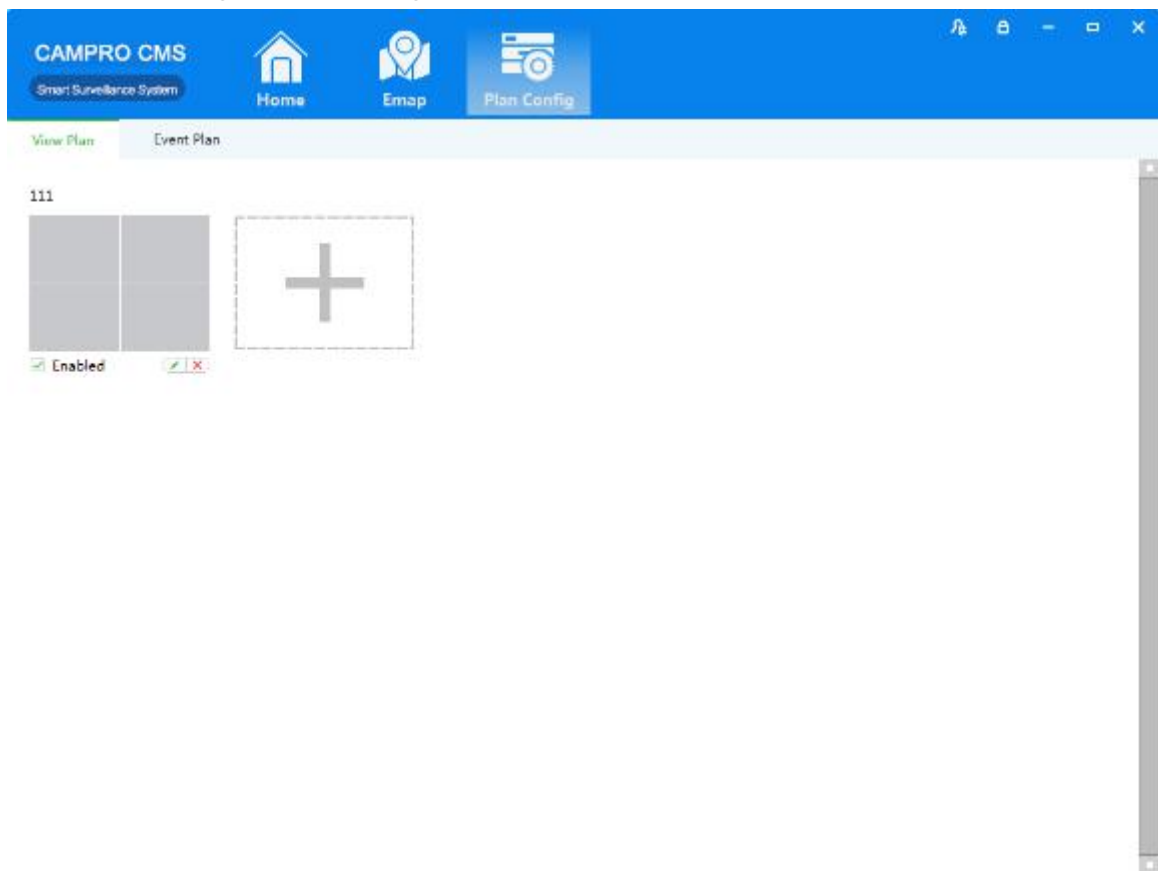 CAMPRO CMS
Smart Surveillance System
Home
Emap
Plan Config
View Plan
Event Plan
111
Enabled